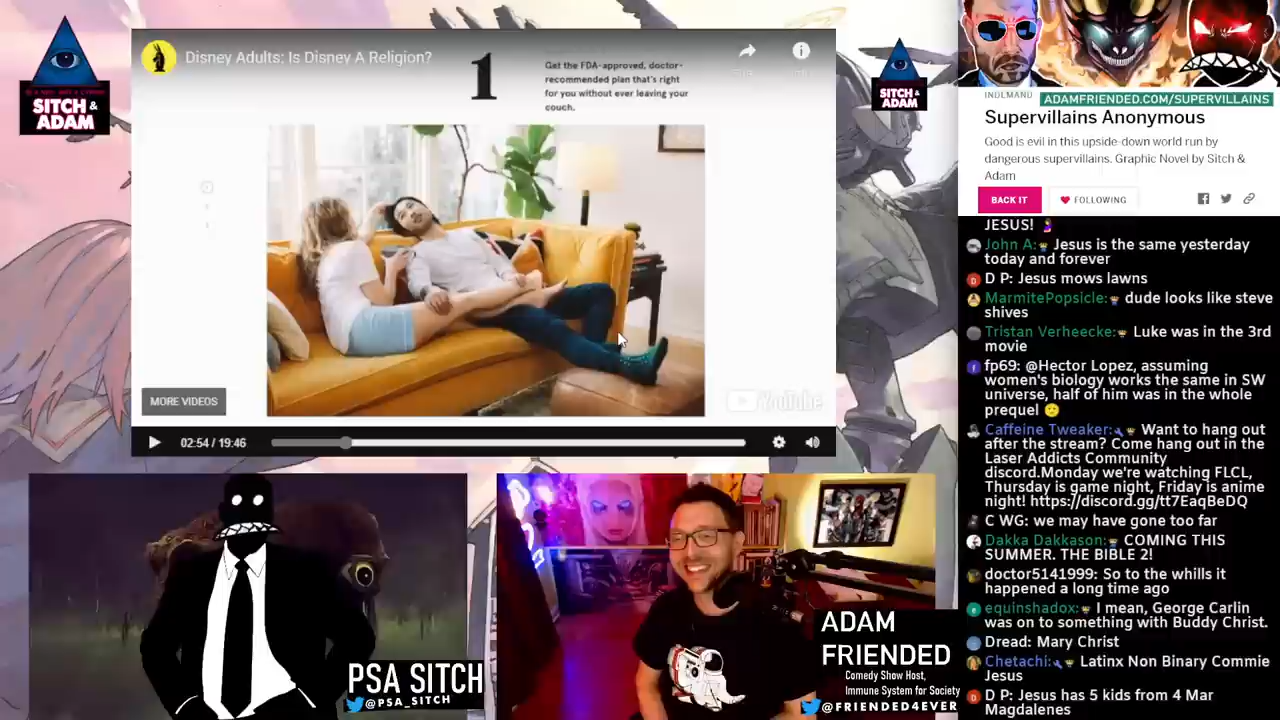 SITCH &
ADAM
Disney Adults: Is Disney A Religion?
1
Get the FDA-approved, doctor-
recommended plan that's right
for you without ever leaving your
couch.
MORE VIDEOS
YouTube
02:54 / 19:46
SITCH &
ADAM
INDEMAND
ADAMFRIENDED.COM/SUPERVILLAINS
Supervillains Anonymous
Good is evil in this upside-down world run by
dangerous supervillains. Graphic Novel by Sitch &
Adam
BACK IT
FOLLOWING
JESUS!
John A: Jesus is the same yesterday
today and forever
D P: Jesus mows lawns
MarmitePopsicle: dude looks like steve
shives
Tristan Verheecke: Luke was in the 3rd
movie
fp69: @Hector Lopez, assuming
women's biology works the same in SW
universe, half of him was in the whole
prequel
Caffeine Tweaker: Want to hang out
after the stream? Come hang out in the
Laser Addicts Community
discord.Monday we're watching FLCL,
Thursday is game night, Friday is anime
night! https://discord.gg/tt7EaqBeDQ
C WG: we may have gone too far
Dakka Dakkason: COMING THIS
SUMMER. THE BIBLE 2!
doctor5141999: So to the whills it
happened a long time ago
equinshadox: I mean, George Carlin
was on to something with Buddy Christ.
Dread: Mary Christ
Chetachi: Latinx Non Binary Commie
Jesus
D P: Jesus has 5 kids from 4 Mar
Magdalenes
PSA SITCH
@PSA_SITCH
ADAM
FRIENDED
Comedy Show Host,
Immune System for Society
@FRIENDED4EVER